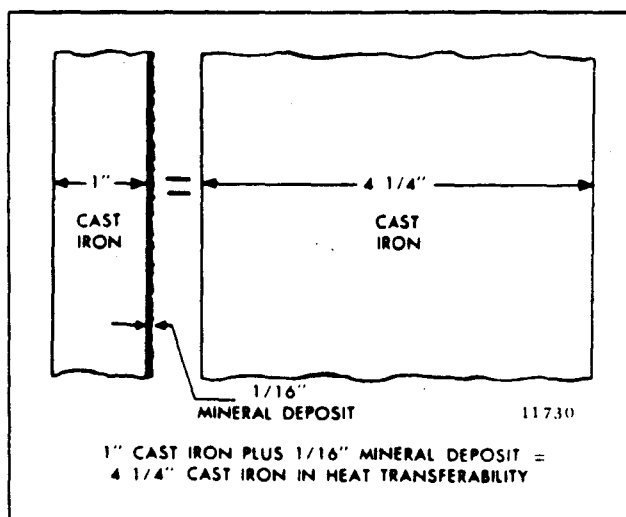 1"
4 1/4"
CAST
IRON
CAST
IRON
1/16"
MINERAL DEPOSIT
11730
1" CAST IRON PLUS 1/16" MINERAL DEPOSIT =
4 1/4" CAST IRON IN HEAT TRANSFERABILITY